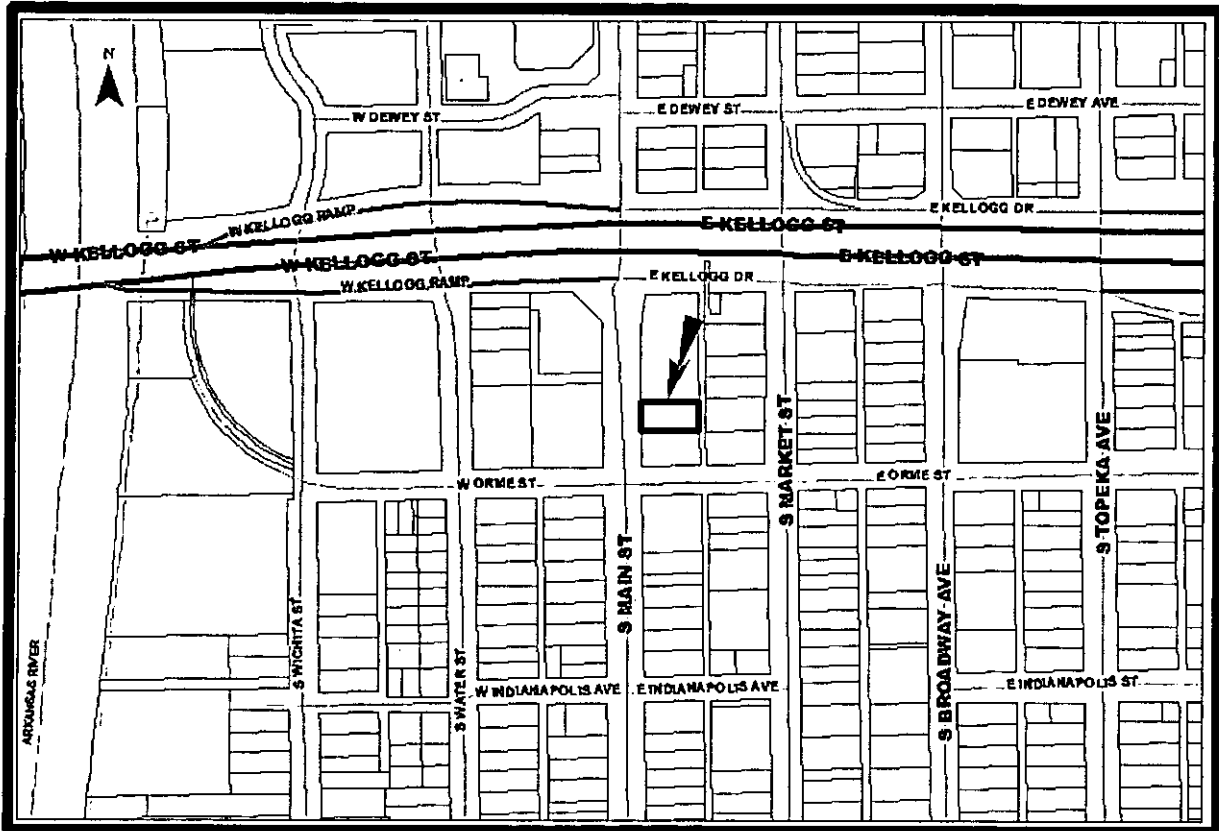 N
W DEWEY ST
E DEWEY ST
E DEWEY AVE
W KELLOGG RAMP
E KELLOGG DR
W KELLOGG ST
E KELLOGG ST
W KELLOGG ST
E KELLOGG ST
W KELLOGG RAMP
E KELLOGG DR
S MARKET ST
S TOPEKA AVE
W ORME ST
E ORME ST
S MAIN ST
S WICHITA ST
S WATER ST
S BROADWAY AVE
ARKANSAS RIVER
W INDIANAPOLIS AVE
E INDIANAPOLIS AVE
E INDIANAPOLIS ST